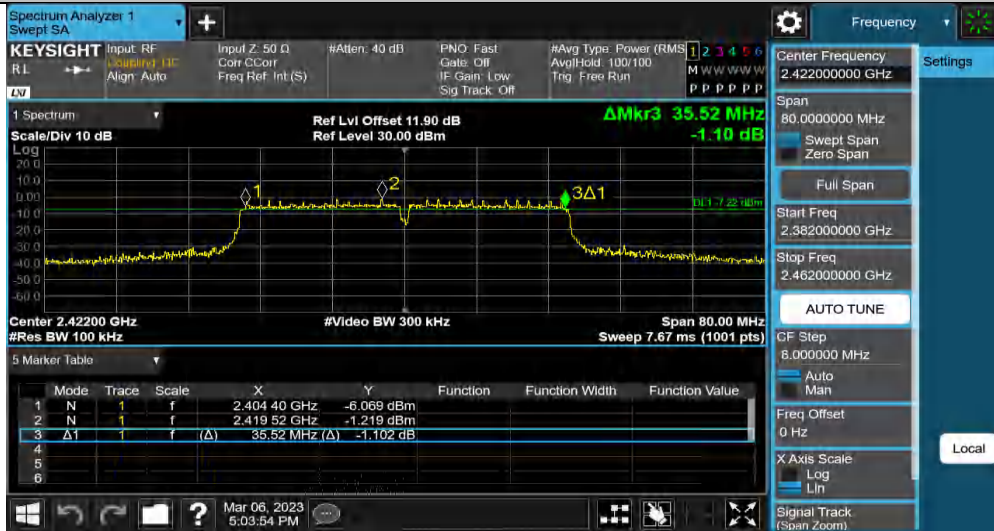 Spectrum Analyzer 1
Swept SA
Frequency
KEYSIGHT
RL
LXI
Input: RF
Coupling: DC
Align: Auto
Input Z: 50 Ω
Corr CCorr
Freq Ref: Int (S)
#Atten: 40 dB
PNO: Fast
Gate: Off
IF Gain: Low
Sig Track: Off
#Avg Type: Power (RMS
Avg|Hold: 100/100
Trig: Free Run
1 2 3 4 5 6
M W W W W W
P P P P P P
1 Spectrum
Scale/Div 10 dB
Ref Lvl Offset 11.90 dB
Ref Level 30.00 dBm
ΔMkr3 35.52 MHz
-1.10 dB
Log
20.0
10.0
0.00
-10.0
-20.0
-30.0
-40.0
-50.0
-60.0
1
2
3Δ1
DL1 -7.22 dBm
Center 2.42200 GHz
#Res BW 100 kHz
#Video BW 300 kHz
Span 80.00 MHz
Sweep 7.67 ms (1001 pts)
5 Marker Table
Mode Trace Scale X Y Function Function Width Function Value
1 N 1 f 2.404 40 GHz -6.069 dBm
2 N 1 f 2.419 52 GHz -1.219 dBm
3 Δ1 1 f (Δ) 35.52 MHz (Δ) -1.102 dB
4
5
6
Mar 06, 2023
5:03:54 PM
?
Center Frequency
2.422000000 GHz
Span
80.0000000 MHz
Swept Span
Zero Span
Full Span
Start Freq
2.382000000 GHz
Stop Freq
2.462000000 GHz
AUTO TUNE
CF Step
8.000000 MHz
Auto
Man
Freq Offset
0 Hz
X Axis Scale
Log
Lin
Signal Track
(Span Zoom)
Settings
Local